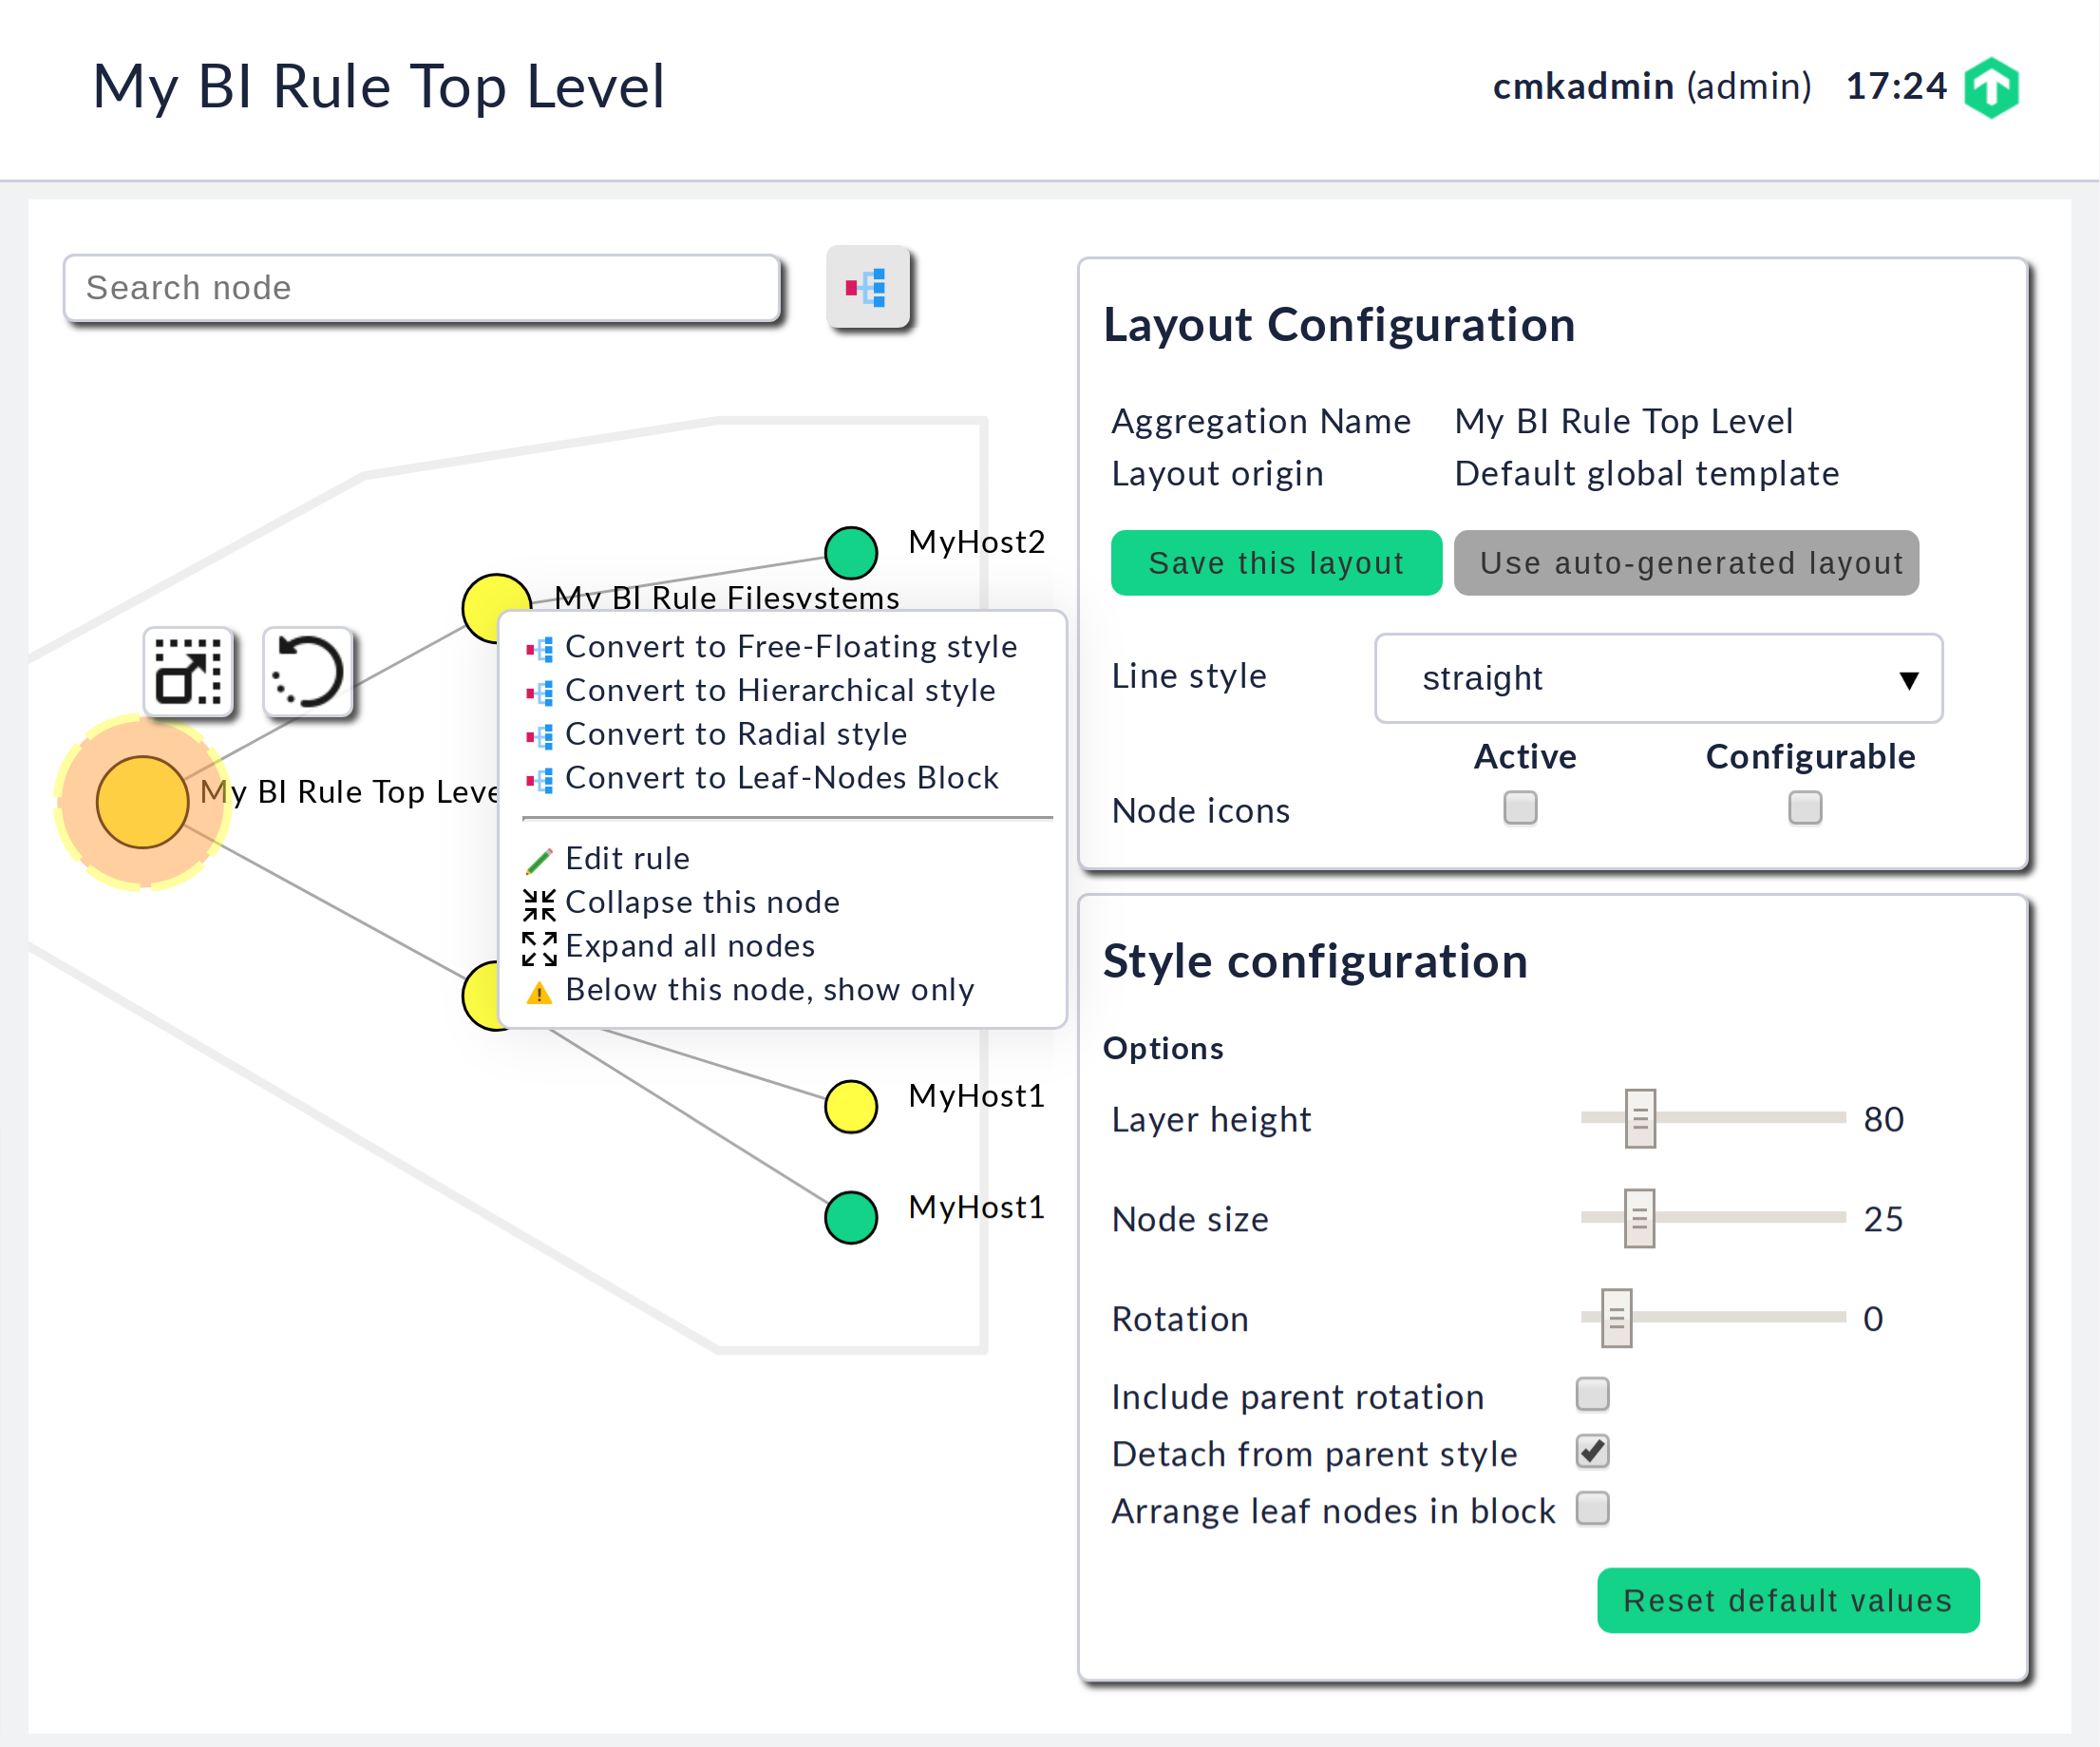 My BI Rule Top Level
cmkadmin (admin) 17:24
Search node
MyHost2
My BI Rule Filesystems
Convert to Free-Floating style
Convert to Hierarchical style
Convert to Radial style
Convert to Leaf-Nodes Block
My BI Rule Top Leve
Edit rule
Collapse this node
Expand all nodes
Below this node, show only
MyHost1
MyHost1
Layout Configuration
Aggregation Name My BI Rule Top Level
Layout origin Default global template
Save this layout Use auto-generated layout
Line style straight
Active Configurable
Node icons
Style configuration
Options
Layer height 80
Node size 25
Rotation 0
Include parent rotation
Detach from parent style
Arrange leaf nodes in block
Reset default values